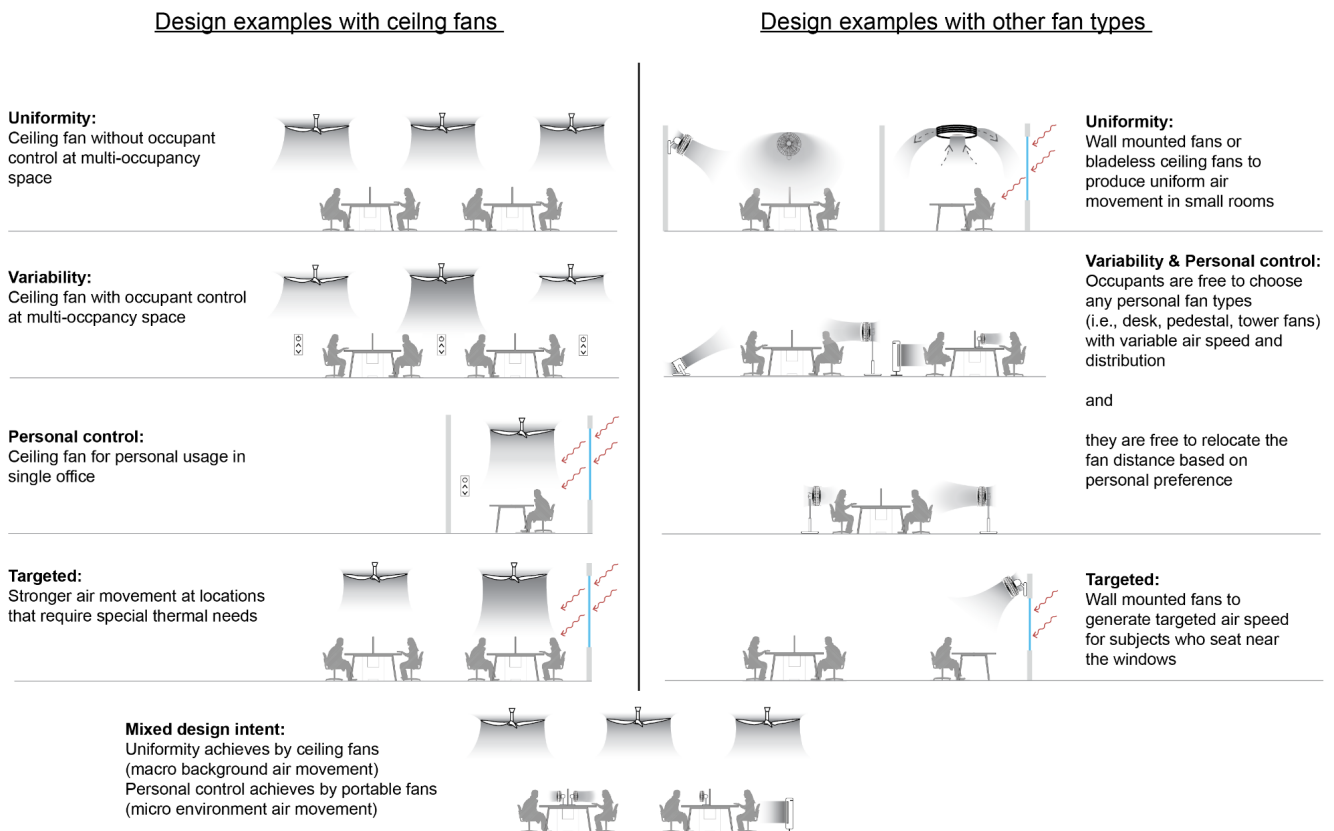 Design examples with ceilng fans
Uniformity:
Ceiling fan without occupant
control at multi-occupancy
space
Variability:
Ceiling fan with occupant control
at multi-occpancy space
Personal control:
Ceiling fan for personal usage in
single office
Targeted:
Stronger air movement at locations
that require special thermal needs
Design examples with other fan types
Uniformity:
Wall mounted fans or
bladeless ceiling fans to
produce uniform air
movement in small rooms
Variability & Personal control:
Occupants are free to choose
any personal fan types
(i.e., desk, pedestal, tower fans)
with variable air speed and
distribution
and
they are free to relocate the
fan distance based on
personal preference
Targeted:
Wall mounted fans to
generate targeted air speed
for subjects who seat near
the windows
Mixed design intent:
Uniformity achieves by ceiling fans
(macro background air movement)
Personal control achieves by portable fans
(micro environment air movement)